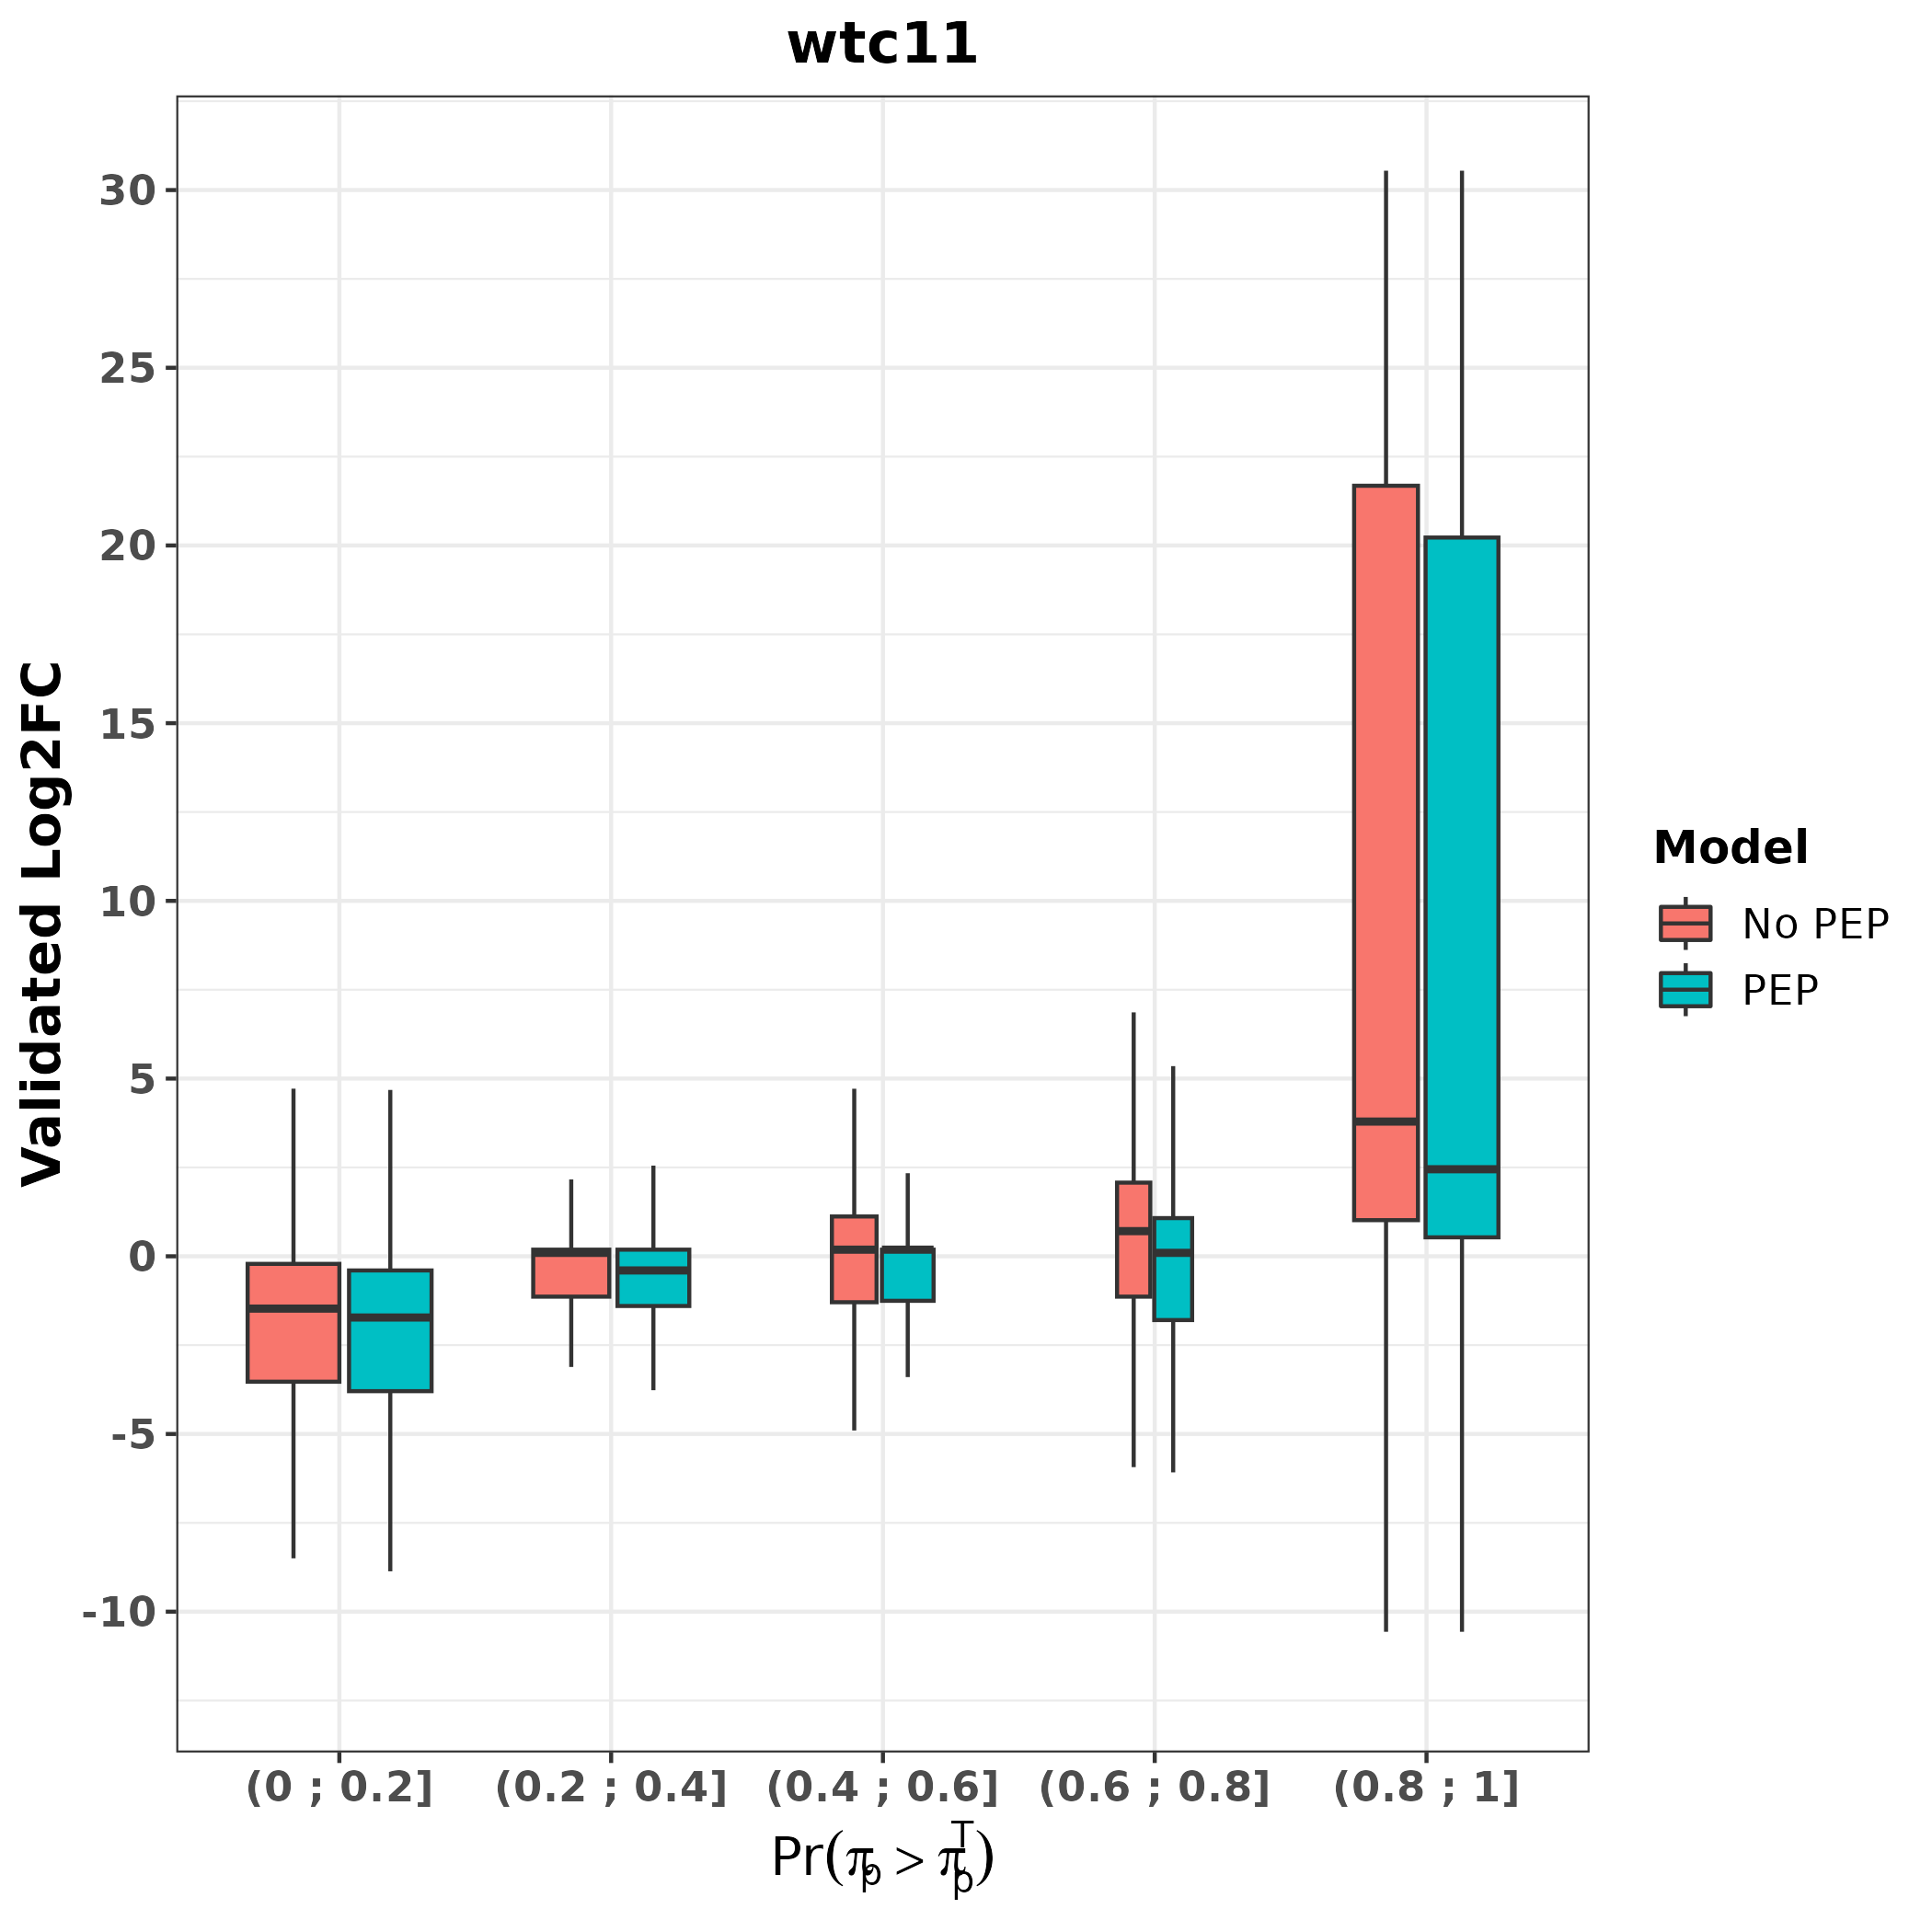 wtc11
Validated Log2FC
30
25
20
15
10
5
0
-5
-10
(0 ; 0.2] (0.2 ; 0.4] (0.4 ; 0.6] (0.6 ; 0.8] (0.8 ; 1]
Pr(π_p > π_p^T)
Model
No PEP
PEP